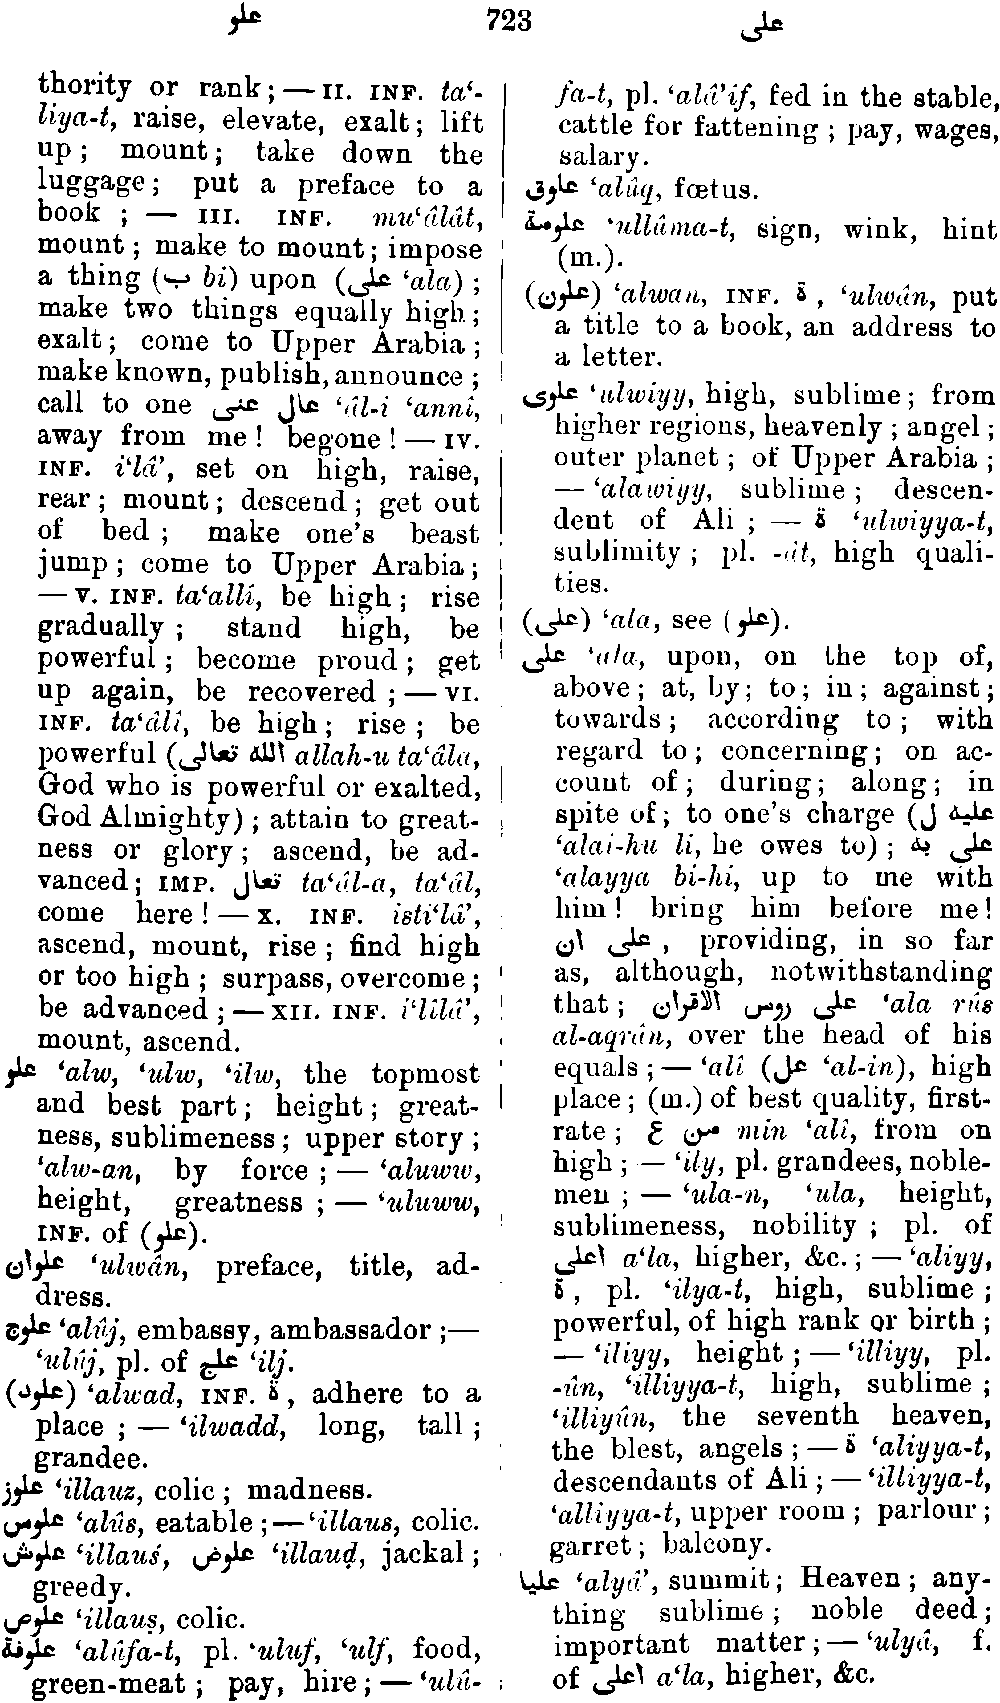 علو 723 على
thority or rank; — II. INF. ta‘-
liya-t, raise, elevate, exalt; lift
up; mount; take down the
luggage; put a preface to a
book ; — III. INF. mu‘âlât,
mount; make to mount; impose
a thing (ب bi) upon (على ‘ala) ;
make two things equally high;
exalt; come to Upper Arabia;
make known, publish, announce ;
call to one عال عنى ‘âl-i ‘annî,
away from me! begone! — IV.
INF. i‘lâ’, set on high, raise,
rear; mount; descend; get out
of bed ; make one's beast
jump; come to Upper Arabia;
— V. INF. ta‘allî, be high; rise
gradually ; stand high, be
powerful; become proud; get
up again, be recovered ; — VI.
INF. ta‘âlî, be high; rise ; be
powerful (الله تعالى allah-u ta‘âla,
God who is powerful or exalted,
God Almighty) ; attain to great-
ness or glory; ascend, be ad-
vanced; IMP. تعال ta‘âl-a, ta‘âl,
come here! — X. INF. isti‘lâ’,
ascend, mount, rise ; find high
or too high ; surpass, overcome;
be advanced ; — XII. INF. i‘lîlâ’,
mount, ascend.
علو ‘alw, ‘ulw, ‘ilw, the topmost
and best part; height; great-
ness, sublimeness; upper story ;
‘alw-an, by force ; — ‘aluww,
height, greatness ; — ‘uluww,
INF. of (علو).
علوان ‘ulwân, preface, title, ad-
dress.
علوج ‘alûj, embassy, ambassador ;—
‘ulûj, pl. of علج ‘ilj.
(علود) ‘alwad, INF. ة, adhere to a
place ; — ‘ilwadd, long, tall ;
grandee.
علوز ‘illauz, colic ; madness.
علوس ‘alûs, eatable ;—‘illaus, colic.
علوش ‘illauś, علوض ‘illauḍ, jackal ;
greedy.
علوص ‘illauṣ, colic.
علوفة ‘alûfa-t, pl. ‘uluf, ‘ulf, food,
green-meat ; pay, hire; — ‘ulû-
fa-t, pl. ‘alâ’if, fed in the stable,
cattle for fattening ; pay, wages,
salary.
علوق ‘alûq, fœtus.
علومة ‘ullûma-t, sign, wink, hint
(m.).
(علون) ‘alwan, INF. ة , ‘ulwân, put
a title to a book, an address to
a letter.
علوى ‘ulwiyy, high, sublime; from
higher regions, heavenly ; angel ;
outer planet ; of Upper Arabia ;
— ‘alawiyy, sublime ; descen-
dent of Ali ; — ة ‘ulwiyya-t,
sublimity ; pl. -ât, high quali-
ties.
(على) ‘ala, see (علو).
على ‘ala, upon, on the top of,
above; at, by; to; in; against;
towards; according to; with
regard to; concerning; on ac-
count of; during; along; in
spite of; to one's charge (عليه ل
‘alai-hu li, he owes to) ; على به
‘alayya bi-hi, up to me with
him! bring him before me!
على ان , providing, in so far
as, although, notwithstanding
that ; على روس الاقران ‘ala rûs
al-aqrân, over the head of his
equals ; — ‘alî (عل ‘al-in), high
place; (m.) of best quality, first-
rate ; من ع min ‘alî, from on
high ; — ‘ily, pl. grandees, noble-
men ; — ‘ula-n, ‘ula, height,
sublimeness, nobility ; pl. of
اعلى a‘la, higher, &c. ; — ‘aliyy,
ة, pl. ‘ilya-t, high, sublime ;
powerful, of high rank or birth ;
— ‘iliyy, height ; — ‘illiyy, pl.
-ûn, ‘illiyya-t, high, sublime ;
‘illiyûn, the seventh heaven,
the blest, angels ; — ة ‘aliyya-t,
descendants of Ali ; — ‘illiyya-t,
‘alliyya-t, upper room ; parlour ;
garret ; balcony.
عليا ‘alyâ’, summit; Heaven; any-
thing sublime; noble deed;
important matter; — ‘ulyâ, f.
of اعلى a‘la, higher, &c.